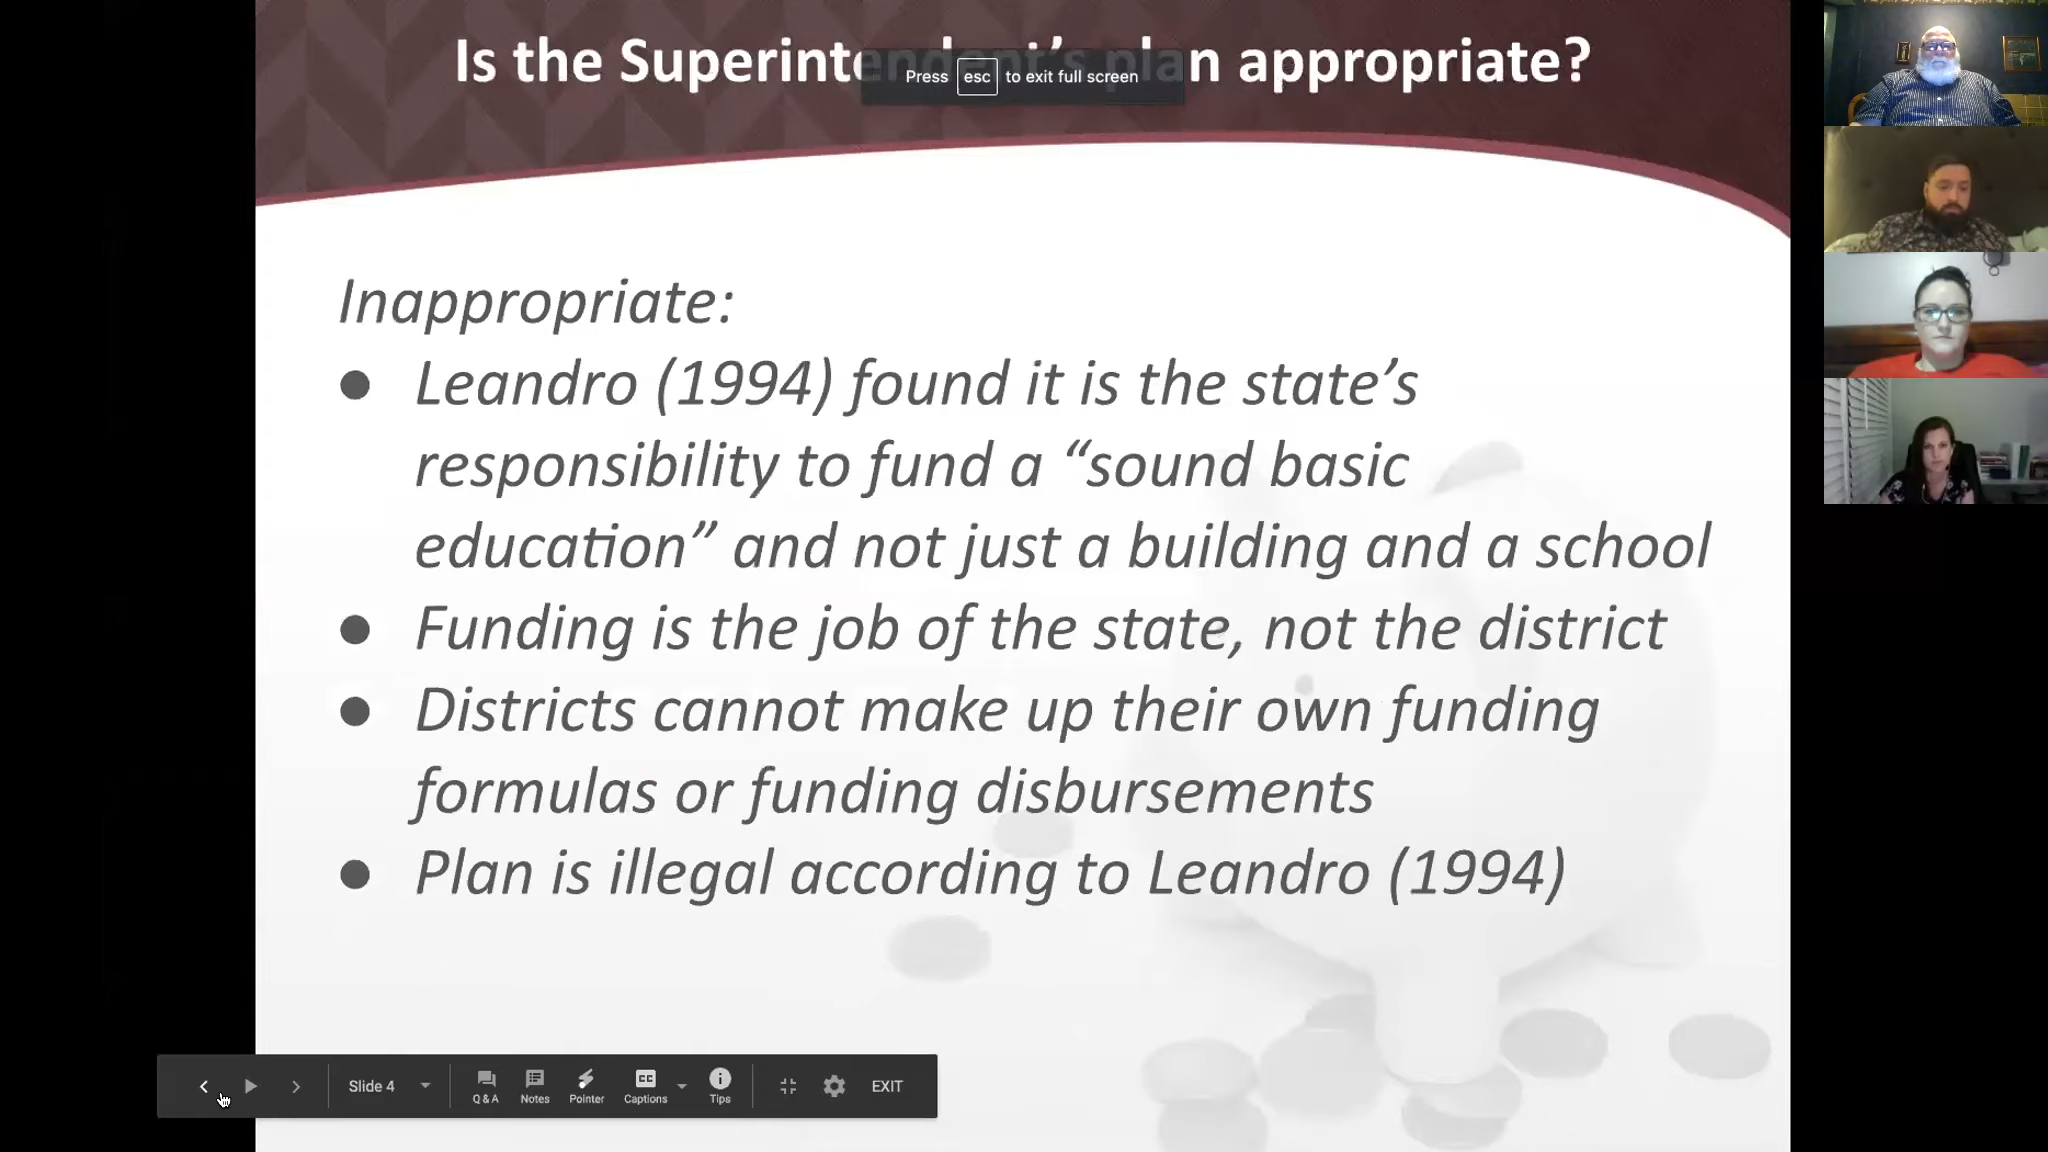 Is the Superintendent's plan appropriate?
Press esc to exit full screen
Inappropriate:
● Leandro (1994) found it is the state’s
responsibility to fund a “sound basic
education” and not just a building and a school
● Funding is the job of the state, not the district
● Districts cannot make up their own funding
formulas or funding disbursements
● Plan is illegal according to Leandro (1994)
Slide 4
Q & A
Notes
Pointer
CC
Captions
Tips
EXIT